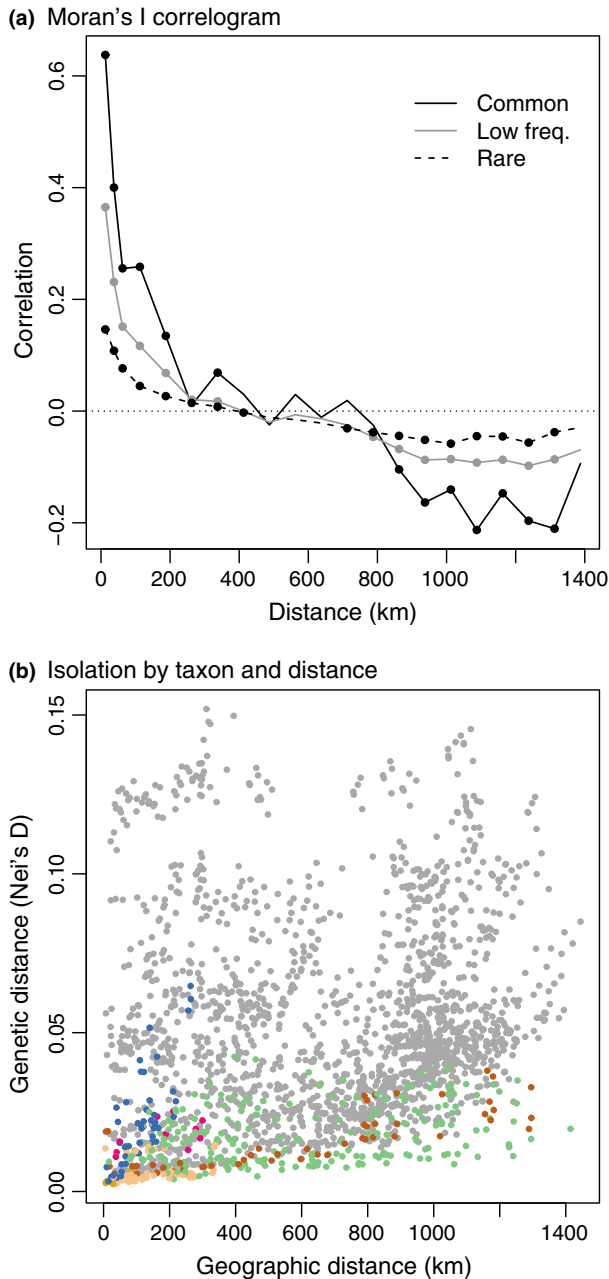 (a) Moran's I correlogram
Common
Low freq.
Rare
Correlation
0.6
0.4
0.2
0.0
−0.2
0 200 400 600 800 1000 1400
Distance (km)
(b) Isolation by taxon and distance
Genetic distance (Nei's D)
0.15
0.10
0.05
0.00
0 200 400 600 800 1000 1400
Geographic distance (km)